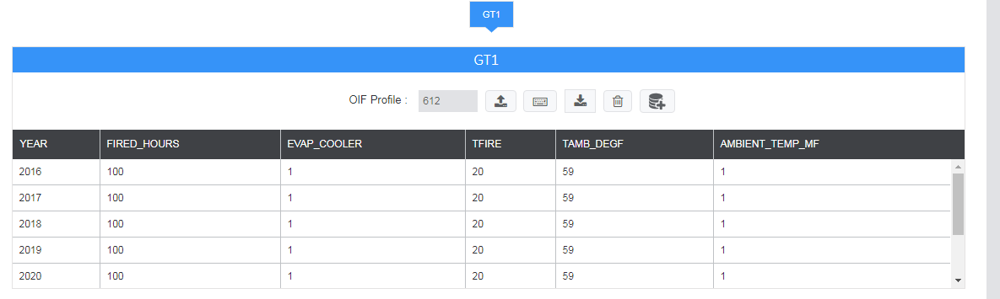 GT1
GT1
OIF Profile : 612
YEAR FIRED_HOURS EVAP_COOLER TFIRE TAMB_DEGF AMBIENT_TEMP_MF
2016 100 1 20 59 1
2017 100 1 20 59 1
2018 100 1 20 59 1
2019 100 1 20 59 1
2020 100 1 20 59 1